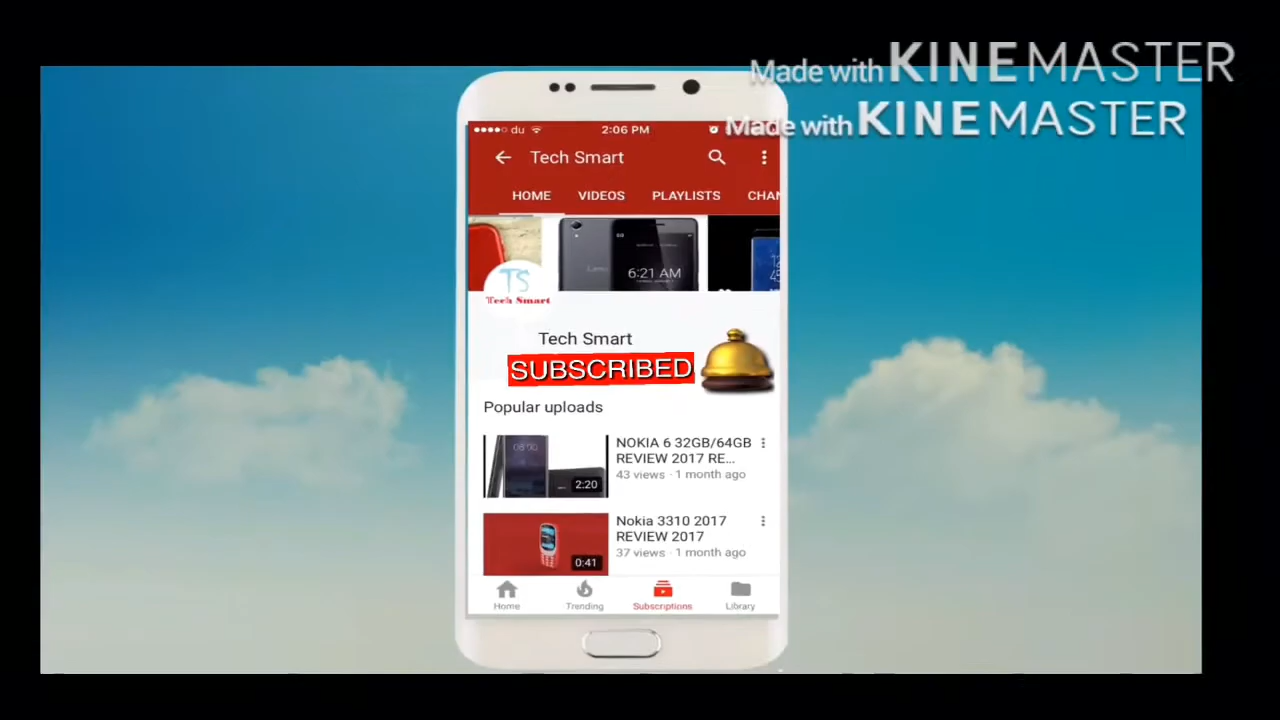 Made with KINEMASTER
Made with KINEMASTER
du 2:06 PM
Tech Smart
HOME VIDEOS PLAYLISTS CHAN
6:21 AM
TS
Tech Smart
Tech Smart
SUBSCRIBED
Popular uploads
08:00
NOKIA 6 32GB/64GB
REVIEW 2017 RE...
43 views · 1 month ago
2:20
Nokia 3310 2017
REVIEW 2017
37 views · 1 month ago
0:41
Home Trending Subscriptions Library